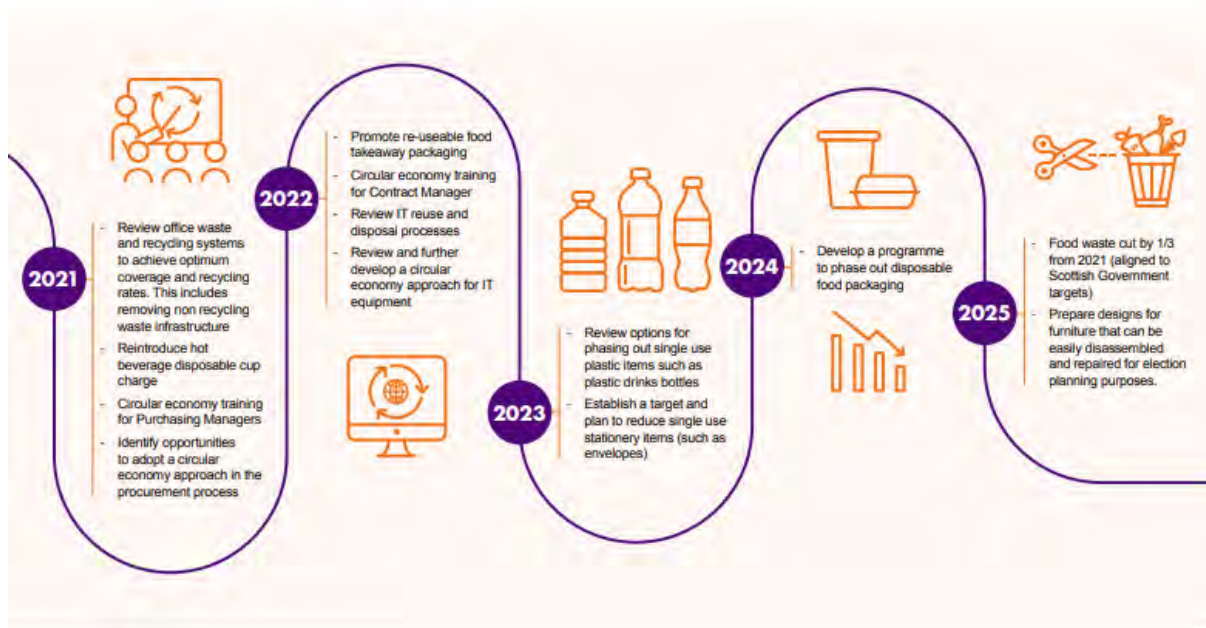 2021
- Review office waste
and recycling systems
to achieve optimum
coverage and recycling
rates. This includes
removing non recycling
waste infrastructure
- Reintroduce hot
beverage disposable cup
charge
- Circular economy training
for Purchasing Managers
- Identify opportunities
to adopt a circular
economy approach in the
procurement process
2022
- Promote re-useable food
takeaway packaging
- Circular economy training
for Contract Manager
- Review IT reuse and
disposal processes
- Review and further
develop a circular
economy approach for IT
equipment
2023
- Review options for
phasing out single use
plastic items such as
plastic drinks bottles
- Establish a target and
plan to reduce single use
stationery items (such as
envelopes)
2024
- Develop a programme
to phase out disposable
food packaging
2025
- Food waste cut by 1/3
from 2021 (aligned to
Scottish Government
targets)
- Prepare designs for
furniture that can be
easily disassembled
and repaired for election
planning purposes.